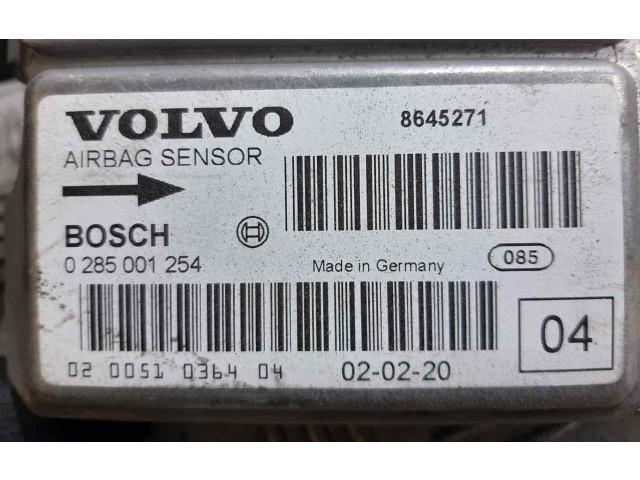 VOLVO
8645271
AIRBAG SENSOR
BOSCH
0 285 001 254
Made in Germany
085
04
02 0051 0364 04
02-02-20